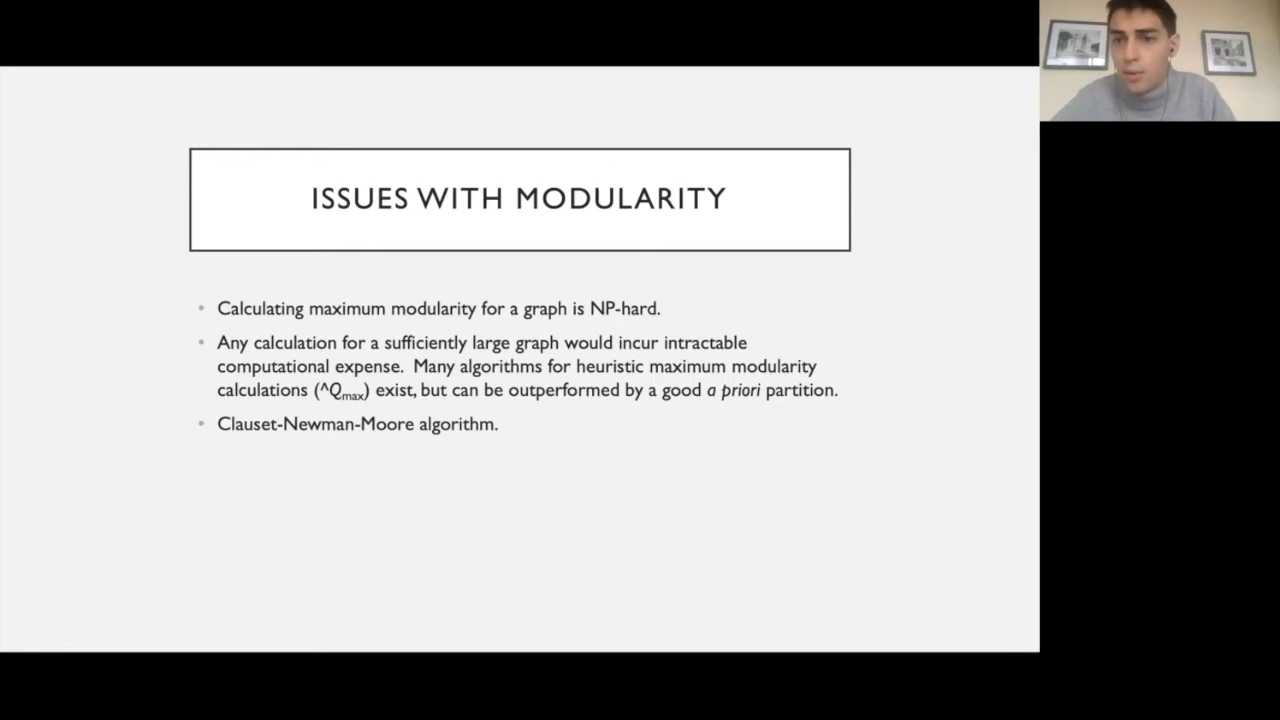 ISSUES WITH MODULARITY
• Calculating maximum modularity for a graph is NP-hard.
• Any calculation for a sufficiently large graph would incur intractable
computational expense. Many algorithms for heuristic maximum modularity
calculations (^Qmax) exist, but can be outperformed by a good a priori partition.
• Clauset-Newman-Moore algorithm.